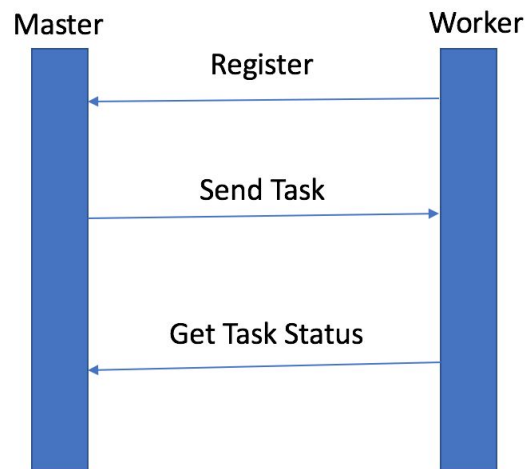 Master
Worker
Register
Send Task
Get Task Status